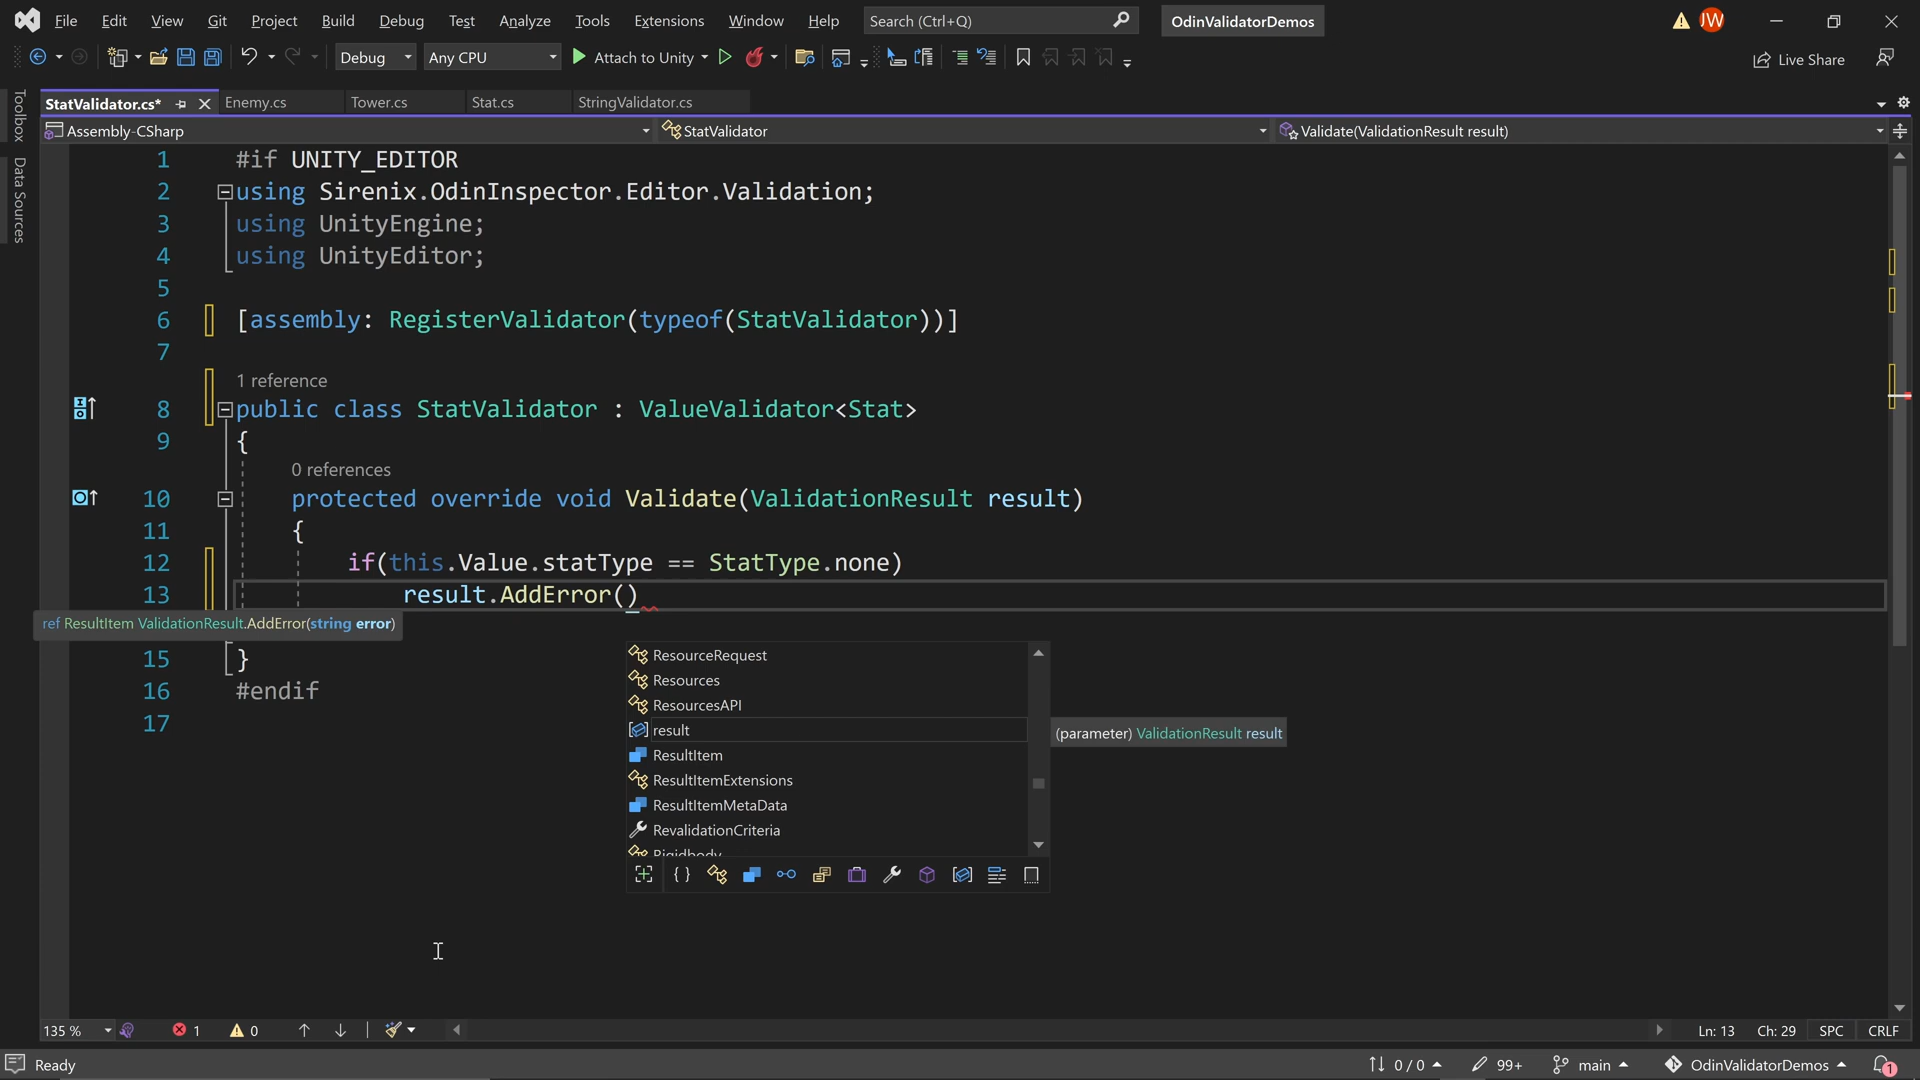 File Edit View Git Project Build Debug Test Analyze Tools Extensions Window Help Search (Ctrl+Q) OdinValidatorDemos JW
Debug Any CPU Attach to Unity Live Share
Toolbox
Data Sources
StatValidator.cs* Enemy.cs Tower.cs Stat.cs StringValidator.cs
Assembly-CSharp StatValidator Validate(ValidationResult result)
1 #if UNITY_EDITOR
2 using Sirenix.OdinInspector.Editor.Validation;
3 using UnityEngine;
4 using UnityEditor;
5
6 [assembly: RegisterValidator(typeof(StatValidator))]
7
1 reference
8 public class StatValidator : ValueValidator<Stat>
9 {
0 references
10 protected override void Validate(ValidationResult result)
11 {
12 if(this.Value.statType == StatType.none)
13 result.AddError()
ref ResultItem ValidationResult.AddError(string error)
15 }
16 #endif
17
ResourceRequest
Resources
ResourcesAPI
result
(parameter) ValidationResult result
ResultItem
ResultItemExtensions
ResultItemMetaData
RevalidationCriteria
Rigidbody
135 % 1 0 Ln: 13 Ch: 29 SPC CRLF
Ready 0 / 0 99+ main OdinValidatorDemos 1